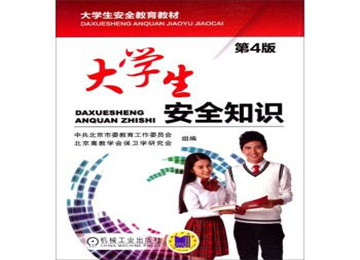 大学生安全教育教材
DAXUESHENG ANQUAN JIAOYU JIAOCAI
第4版
大学生
DAXUESHENG
ANQUAN ZHISHI
安全知识
中共北京市委教育工作委员会
北京高教学会保卫学研究会
组编
机械工业出版社